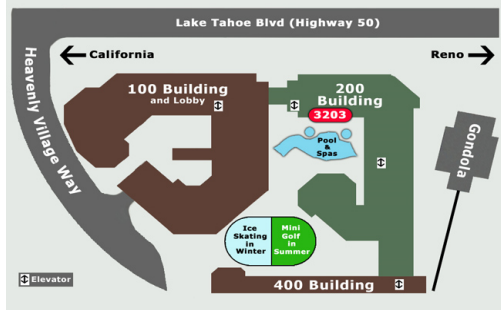 Lake Tahoe Blvd (Highway 50)
California
Reno
Heavenly Village Way
100 Building
and Lobby
200
Building
3203
Pool
&
Spas
Gondola
Ice
Skating
in
Winter
Mini
Golf
in
Summer
Elevator
400 Building